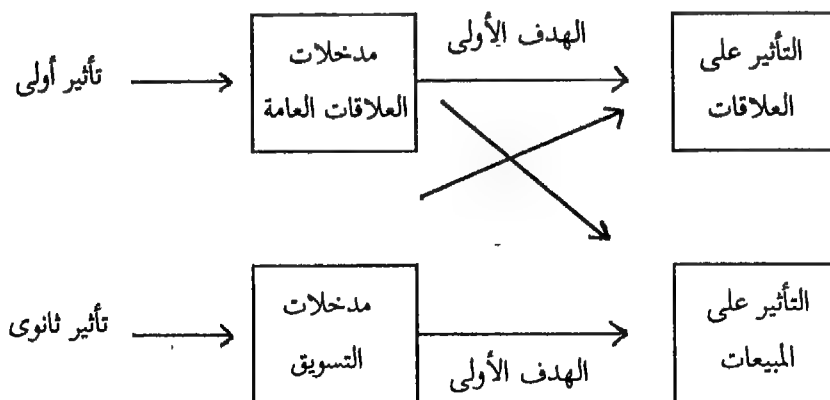 الهدف الأولى
مدخلات
العلاقات العامة
التأثير على
العلاقات
تأثير أولى
مدخلات
التسويق
التأثير على
المبيعات
تأثير ثانوى
الهدف الأولى